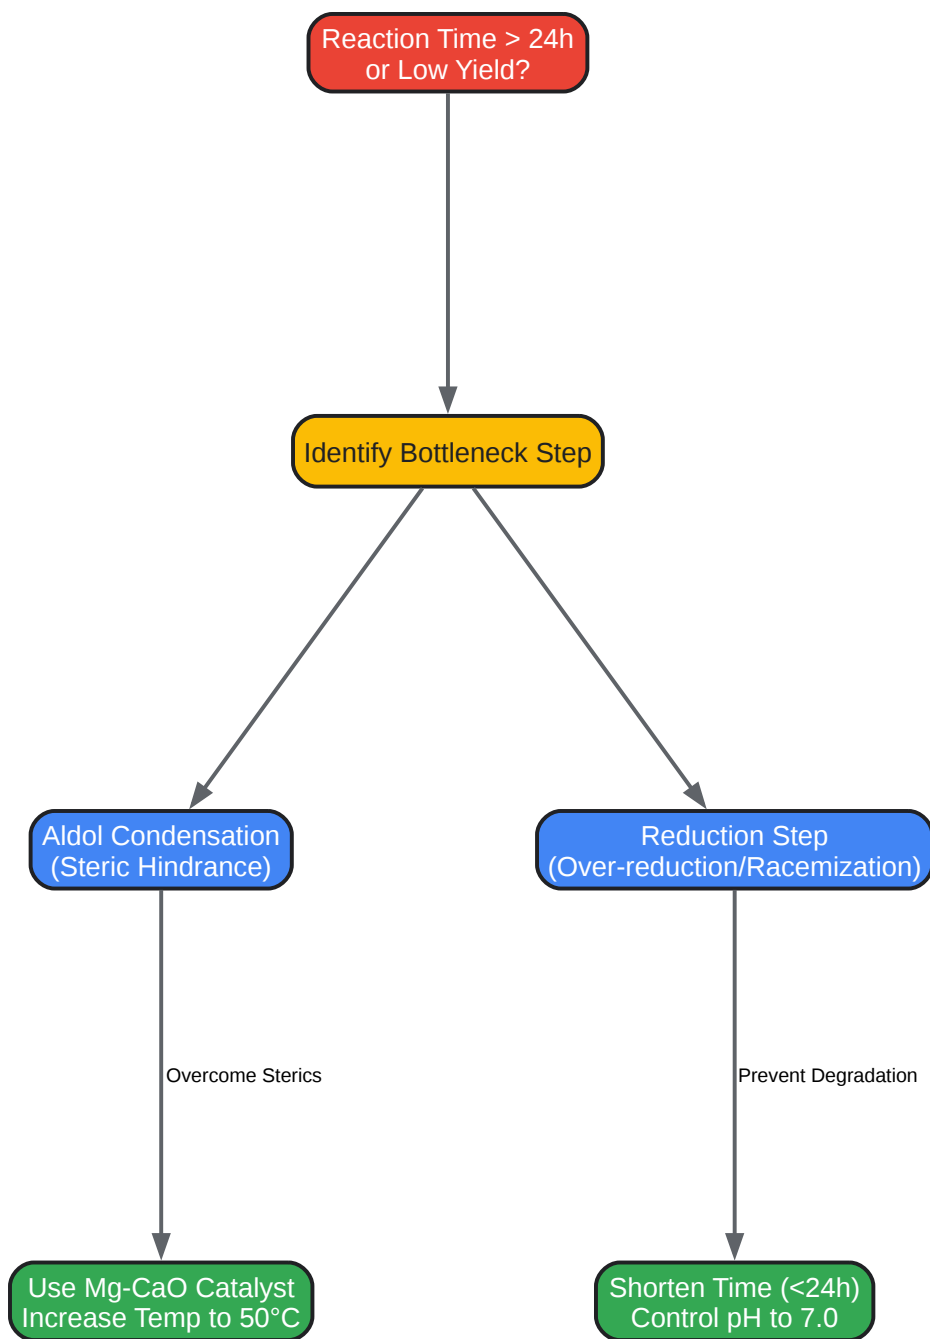 Reaction Time > 24h
or Low Yield?
Identify Bottleneck Step
Aldol Condensation
(Steric Hindrance)
Reduction Step
(Over-reduction/Racemization)
Overcome Sterics
Prevent Degradation
Use Mg-CaO Catalyst
Increase Temp to 50°C
Shorten Time (<24h)
Control pH to 7.0